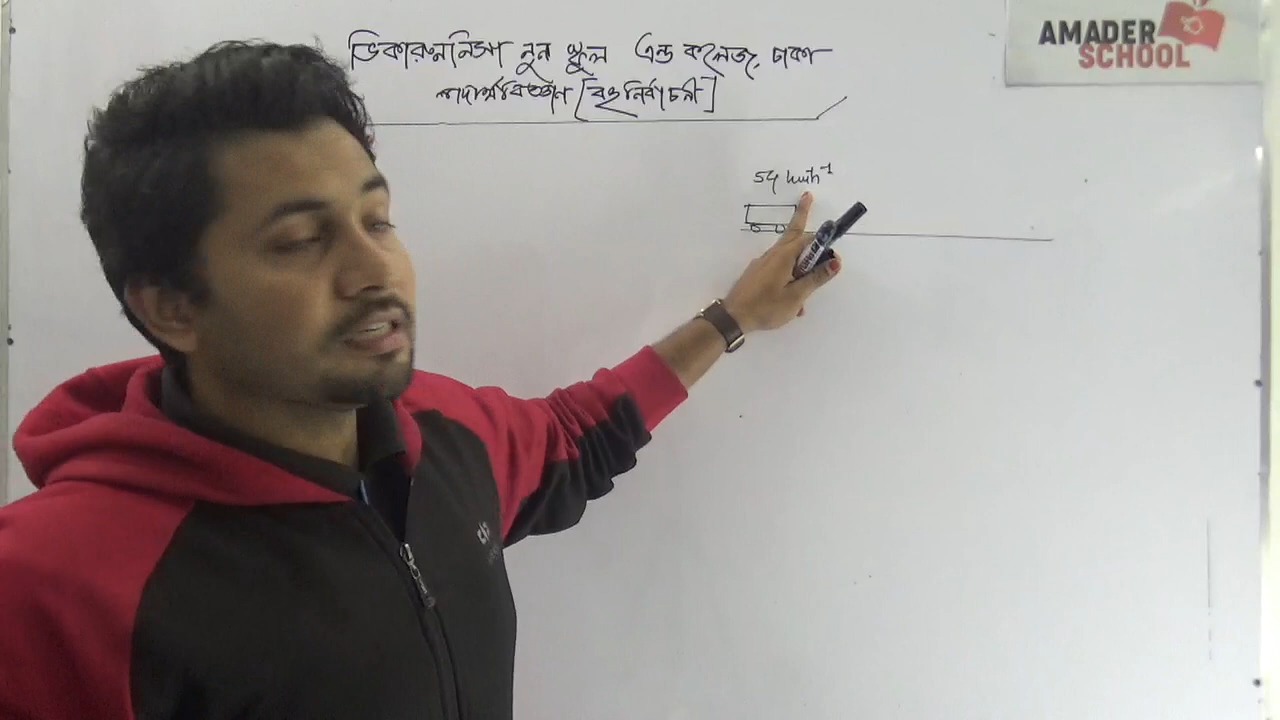 ভিকারুননিসা নুন স্কুল এন্ড কলেজ, ঢাকা
পদার্থবিজ্ঞান [বহুনির্বাচনী]
AMADER
SCHOOL
54 kmh⁻¹